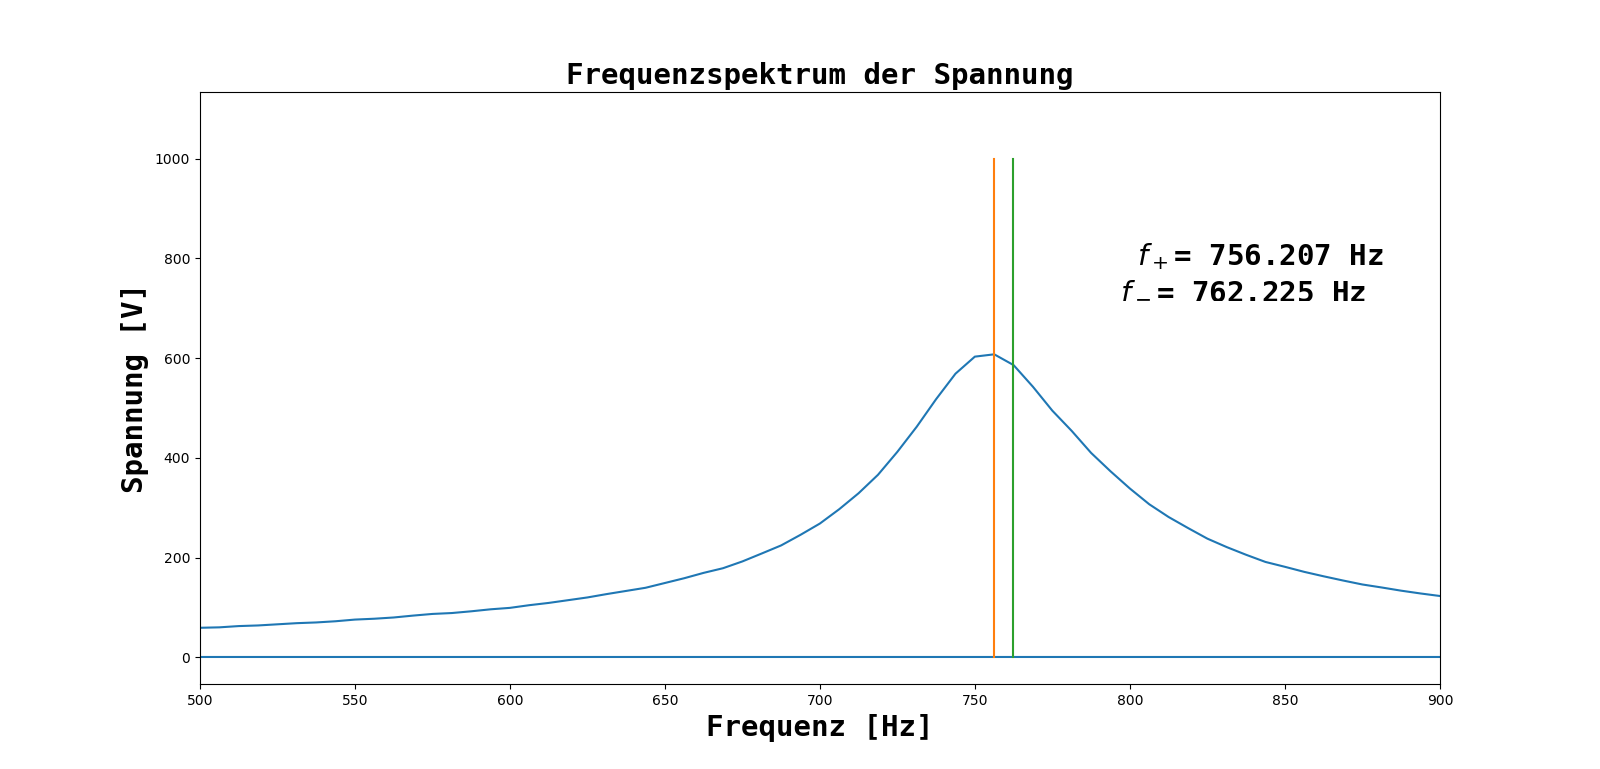 Frequenzspektrum der Spannung
Spannung [V]
1000
800
600
400
200
0
f₊= 756.207 Hz
f₋= 762.225 Hz
500 550 600 650 700 750 800 850 900
Frequenz [Hz]